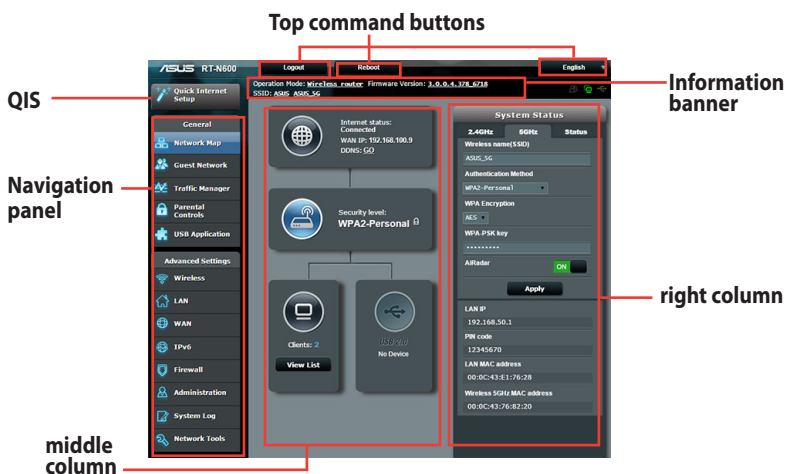 Top command buttons
ASUS RT-N600
Logout
Reboot
English
Quick Internet
Setup
Operation Mode: Wireless router Firmware Version: 3.0.0.4.378_6718
SSID: ASUS ASUS_5G
Information
banner
QIS
General
Network Map
Guest Network
Traffic Manager
Parental
Controls
USB Application
Navigation
panel
Advanced Settings
Wireless
LAN
WAN
IPv6
Firewall
Administration
System Log
Network Tools
Internet status:
Connected
WAN IP: 192.168.100.9
DDNS: GO
Security level:
WPA2-Personal
Clients: 2
View List
USB 2.0
No Device
System Status
2.4GHz 5GHz Status
Wireless name(SSID)
ASUS_5G
Authentication Method
WPA2-Personal
WPA Encryption
AES
WPA-PSK key
•••••••••
AiRadar
ON
Apply
LAN IP
192.168.50.1
PIN code
12345670
LAN MAC address
00:0C:43:E1:76:28
Wireless 5GHz MAC address
00:0C:43:76:82:20
right column
middle
column